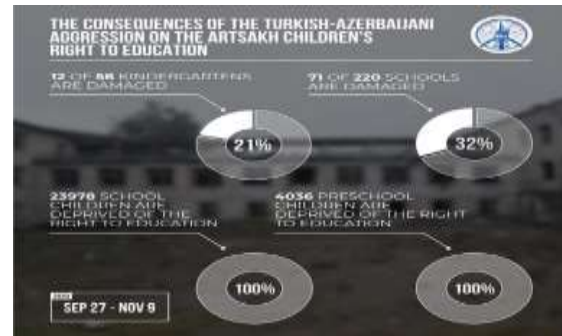 THE CONSEQUENCES OF THE TURKISH-AZERBAIJANI
AGGRESSION ON THE ARTSAKH CHILDREN'S
RIGHT TO EDUCATION
12 OF 58 KINDERGARTENS
ARE DAMAGED
71 OF 220 SCHOOLS
ARE DAMAGED
21%
32%
23978 SCHOOL
CHILDREN ARE
DEPRIVED OF THE
RIGHT TO EDUCATION
4036 PRESCHOOL
CHILDREN ARE
DEPRIVED OF THE RIGHT
TO EDUCATION
100%
100%
SEP 27 - NOV 9